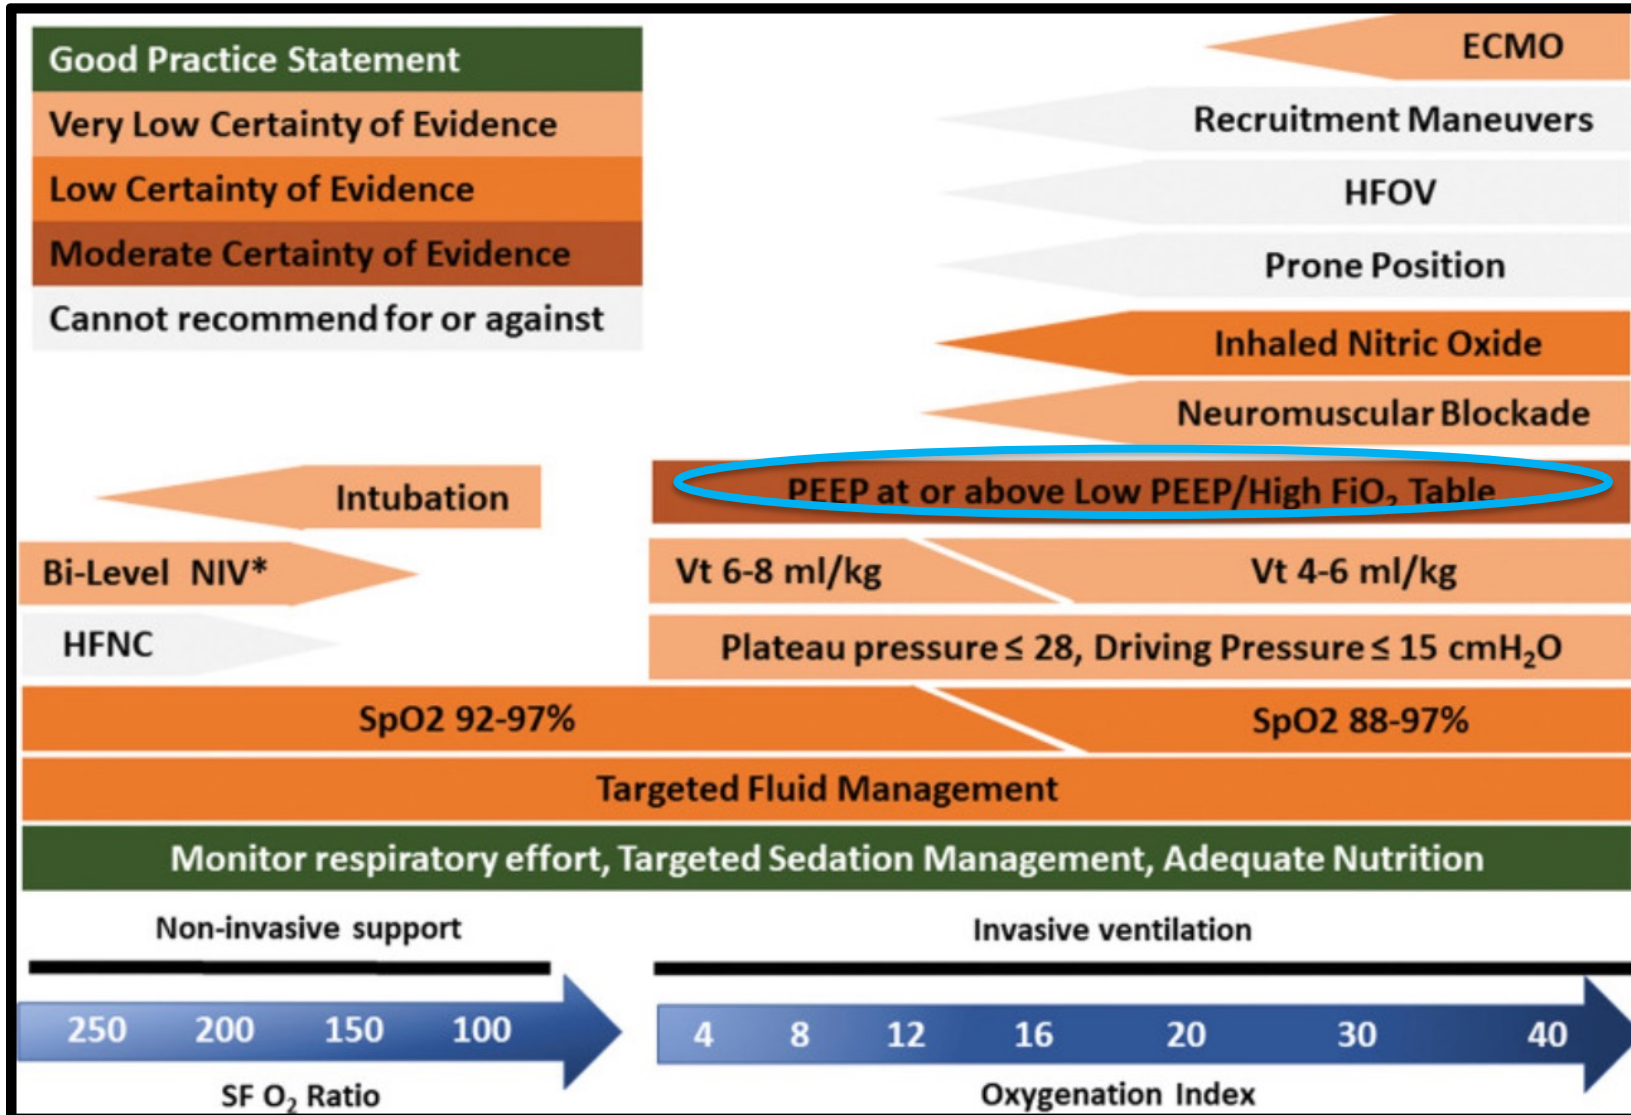 Good Practice Statement
Very Low Certainty of Evidence
Low Certainty of Evidence
Moderate Certainty of Evidence
Cannot recommend for or against
ECMO
Recruitment Maneuvers
HFOV
Prone Position
Inhaled Nitric Oxide
Neuromuscular Blockade
Intubation
PEEP at or above Low PEEP/High FiO₂ Table
Bi-Level NIV*
Vt 6-8 ml/kg
Vt 4-6 ml/kg
HFNC
Plateau pressure ≤ 28, Driving Pressure ≤ 15 cmH₂O
SpO2 92-97%
SpO2 88-97%
Targeted Fluid Management
Monitor respiratory effort, Targeted Sedation Management, Adequate Nutrition
Non-invasive support
Invasive ventilation
250 200 150 100
4 8 12 16 20 30 40
SF O₂ Ratio
Oxygenation Index